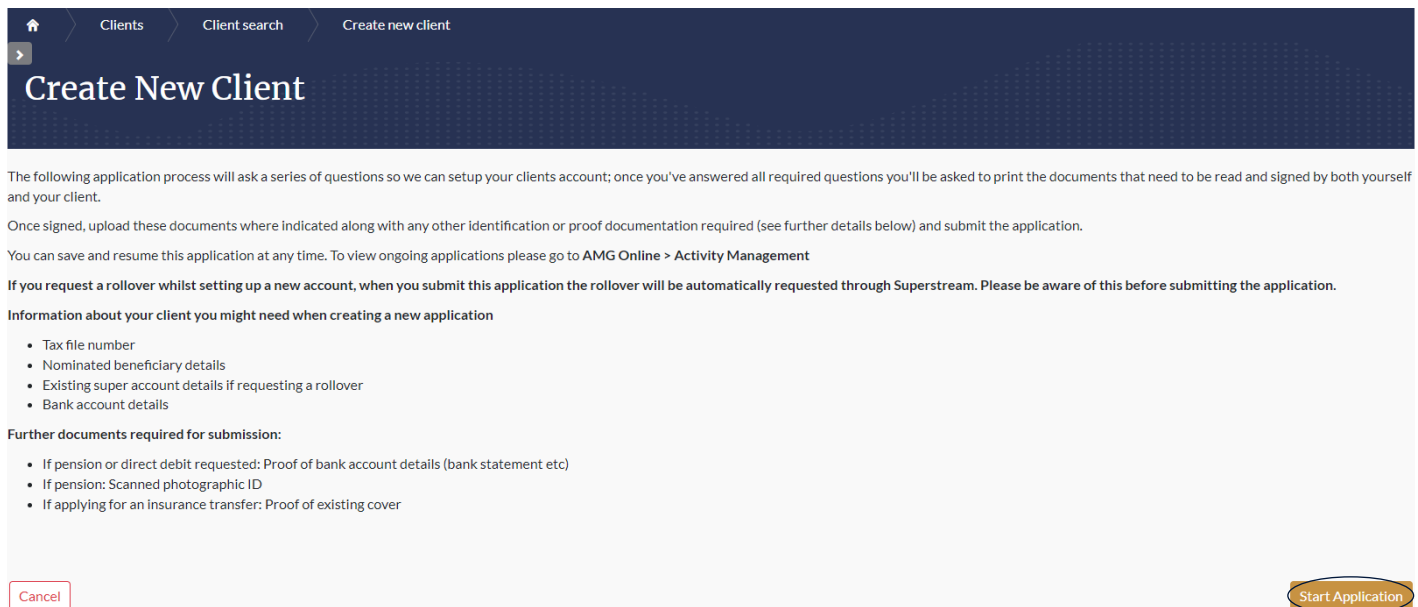 Clients
Client search
Create new client
Create New Client
The following application process will ask a series of questions so we can setup your clients account; once you've answered all required questions you'll be asked to print the documents that need to be read and signed by both yourself
and your client.
Once signed, upload these documents where indicated along with any other identification or proof documentation required (see further details below) and submit the application.
You can save and resume this application at any time. To view ongoing applications please go to AMG Online > Activity Management
If you request a rollover whilst setting up a new account, when you submit this application the rollover will be automatically requested through Superstream. Please be aware of this before submitting the application.
Information about your client you might need when creating a new application
• Tax file number
• Nominated beneficiary details
• Existing super account details if requesting a rollover
• Bank account details
Further documents required for submission:
• If pension or direct debit requested: Proof of bank account details (bank statement etc)
• If pension: Scanned photographic ID
• If applying for an insurance transfer: Proof of existing cover
Cancel
Start Application